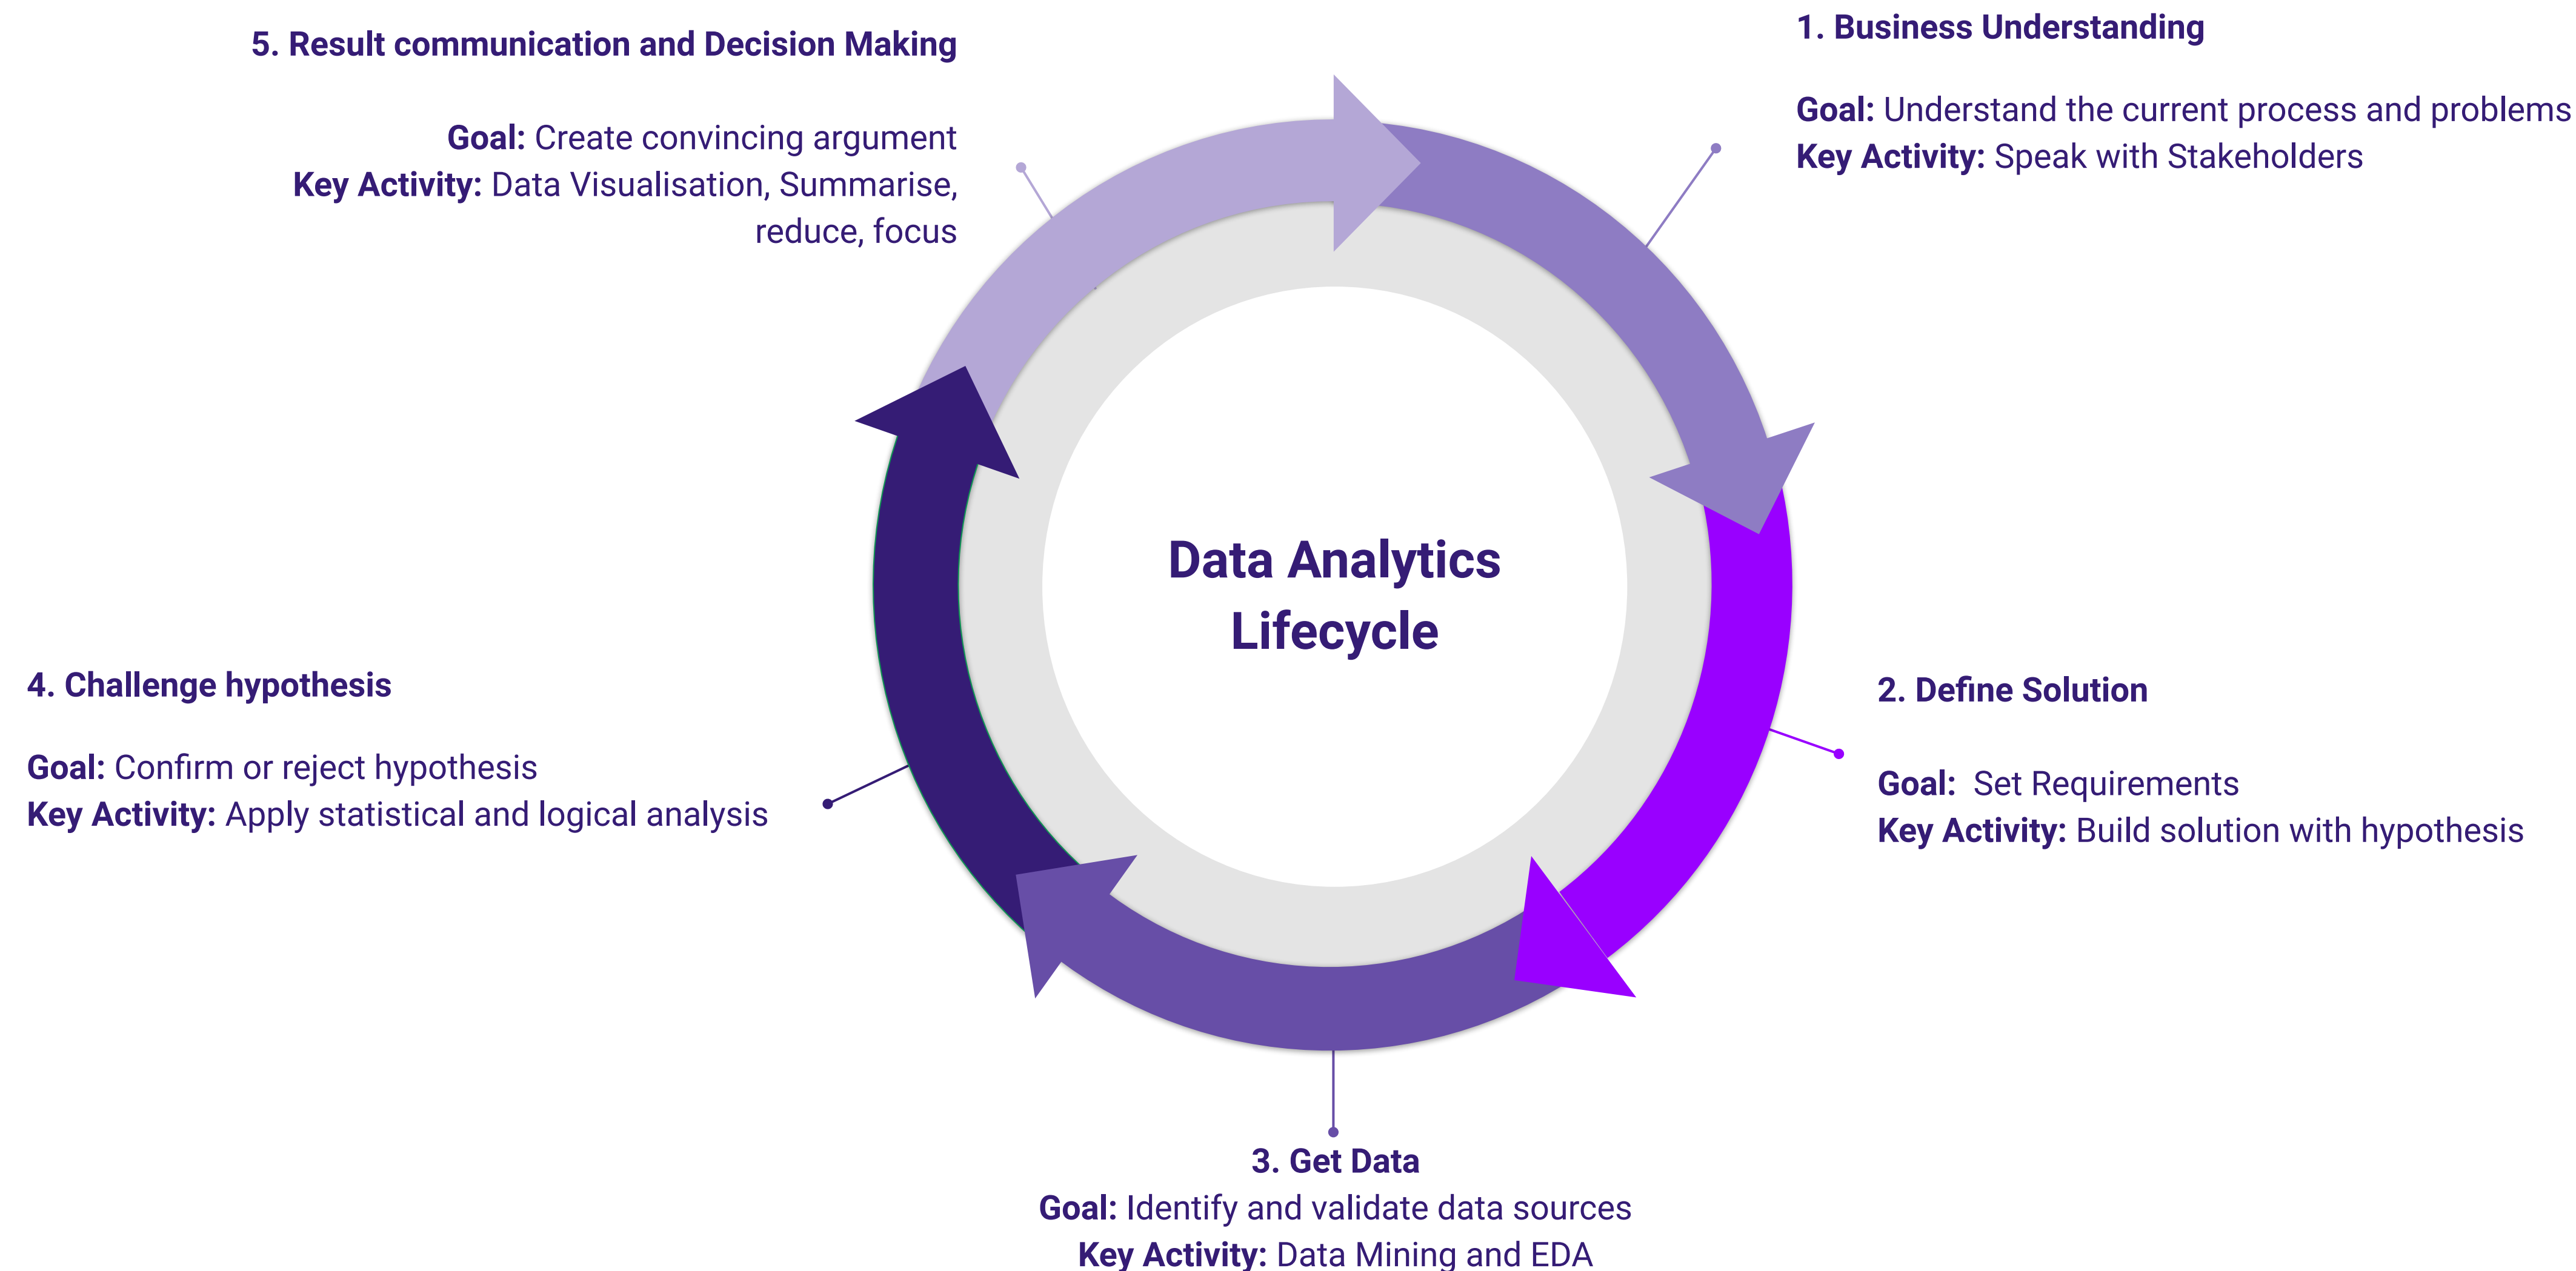 Data Analytics
Lifecycle
1. Business Understanding
Goal: Understand the current process and problems
Key Activity: Speak with Stakeholders
2. Define Solution
Goal:  Set Requirements
Key Activity: Build solution with hypothesis
3. Get Data
Goal: Identify and validate data sources
Key Activity: Data Mining and EDA
4. Challenge hypothesis
Goal: Confirm or reject hypothesis
Key Activity: Apply statistical and logical analysis
5. Result communication and Decision Making
Goal: Create convincing argument
Key Activity: Data Visualisation, Summarise,
reduce, focus